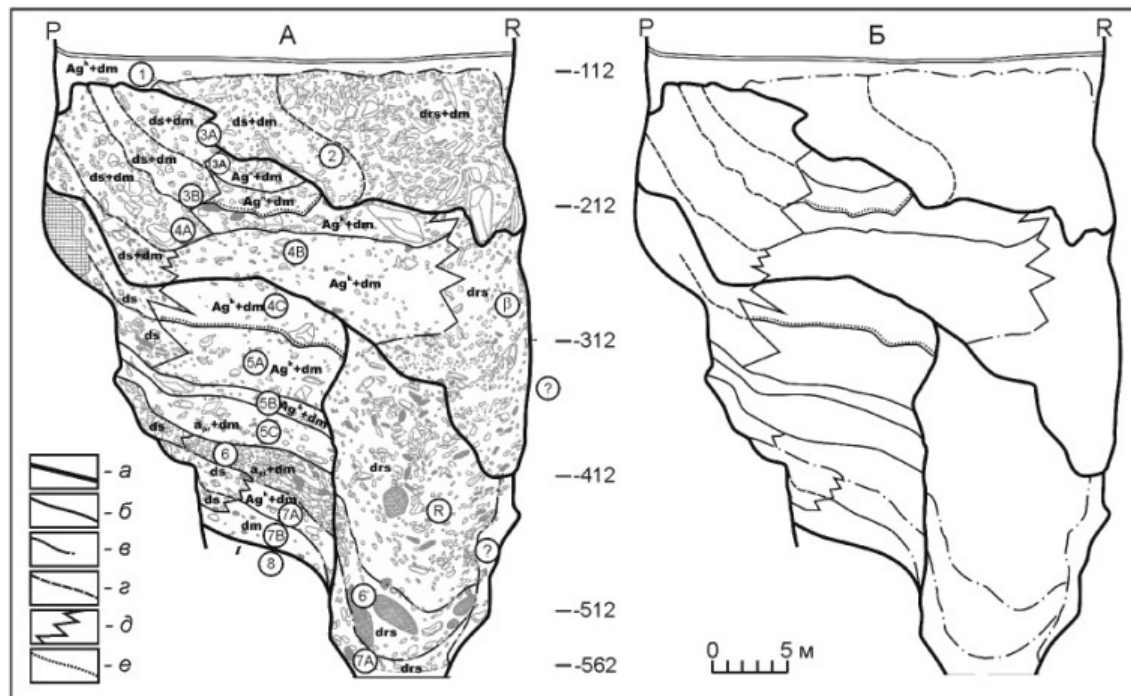 P А R P Б R
Ag^k+dm 1
-112
ds+dm ds+dm drs+dm
3A
2
ds+dm 3A Ag^k+dm
ds+dm
3B Ag^k+dm
-212
Ag^k+dm
4A
4B
ds+dm
Ag^k+dm
ds Ag^k+dm 4C drs β
-312
ds
5A
Ag^k+dm
?
5B Ag^k+dm
ds +dm 5C
6
-412
ds +dm
drs
а
ds Ag^k+dm
б
7A R
dm 7B
в
?
8
г
6'
-512
д
drs
0 5 м
е
7A drs
-562